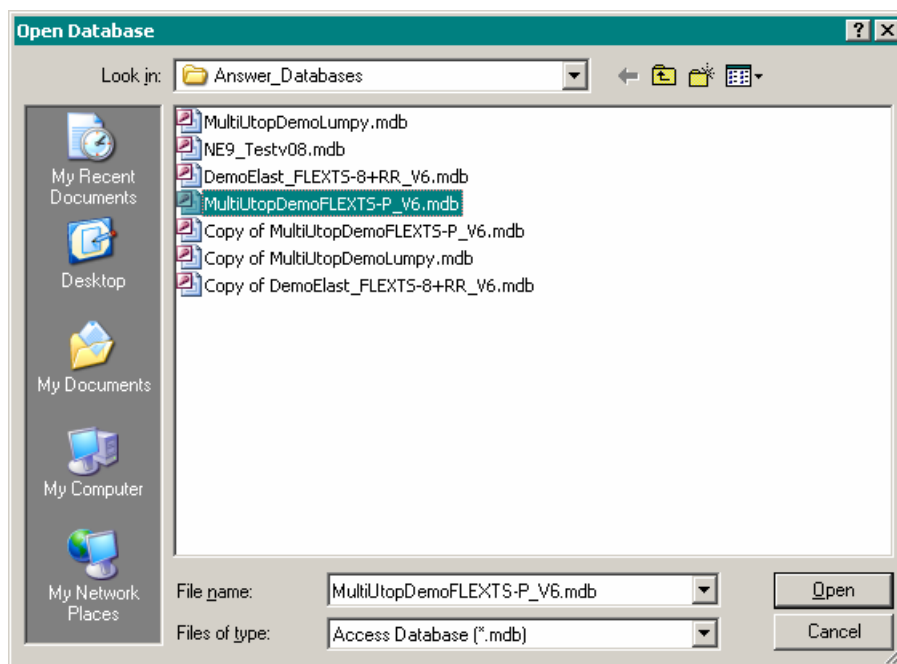 Open Database
Look in:
Answer_Databases
My Recent
Documents
Desktop
My Documents
My Computer
My Network
Places
MultiUtopDemoLumpy.mdb
NE9_Testv08.mdb
DemoElast_FLEXTS-8+RR_V6.mdb
MultiUtopDemoFLEXTS-P_V6.mdb
Copy of MultiUtopDemoFLEXTS-P_V6.mdb
Copy of MultiUtopDemoLumpy.mdb
Copy of DemoElast_FLEXTS-8+RR_V6.mdb
File name:
MultiUtopDemoFLEXTS-P_V6.mdb
Open
Files of type:
Access Database (*.mdb)
Cancel